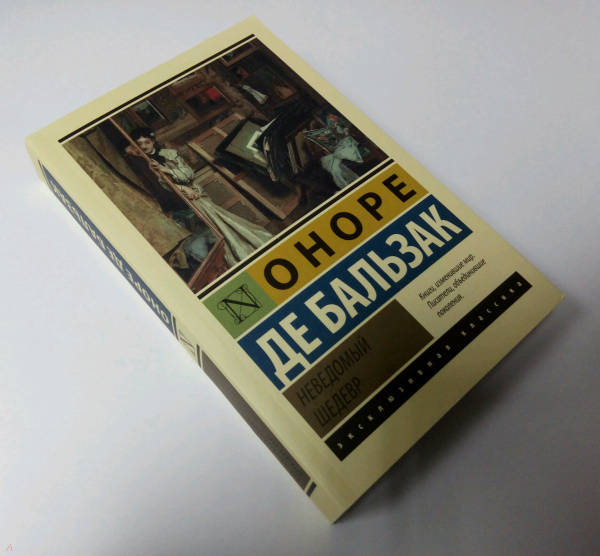 N
ОНОРЕ
ДЕ БАЛЬЗАК
НЕВЕДОМЫЙ
ШЕДЕВР
Книги, изменившие мир.
Писатели, объединившие
поколения.
ЭКСКЛЮЗИВНАЯ КЛАССИКА
ОНОРЕ ДЕ БАЛЬЗАК